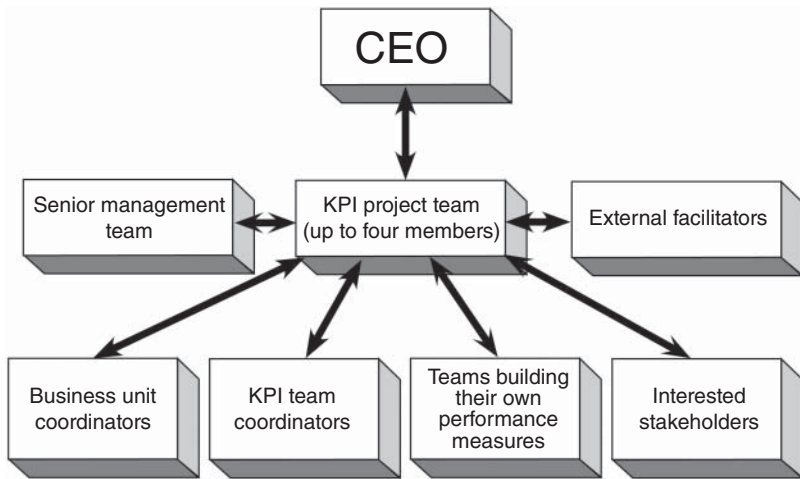 CEO
Senior management
team
KPI project team
(up to four members)
External facilitators
Business unit
coordinators
KPI team
coordinators
Teams building
their own
performance
measures
Interested
stakeholders